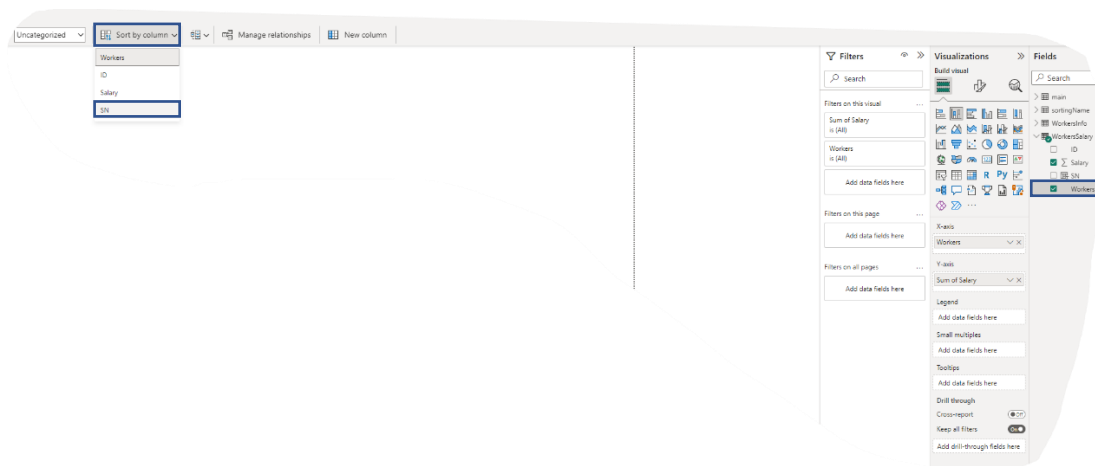 Uncategorized
Sort by column
Manage relationships
New column
Workers
ID
Salary
SN
Filters
Search
Filters on this visual
...
Sum of Salary
is (All)
Workers
is (All)
Add data fields here
Filters on this page
...
Add data fields here
Filters on all pages
...
Add data fields here
Visualizations
Build visual
R Py
...
X-axis
Workers
Y-axis
Sum of Salary
Legend
Add data fields here
Small multiples
Add data fields here
Tooltips
Add data fields here
Drill through
Cross-report
Off
Keep all filters
On
Add drill-through fields here
Fields
Search
main
sortingName
WorkersInfo
WorkersSalary
ID
∑ Salary
SN
Workers